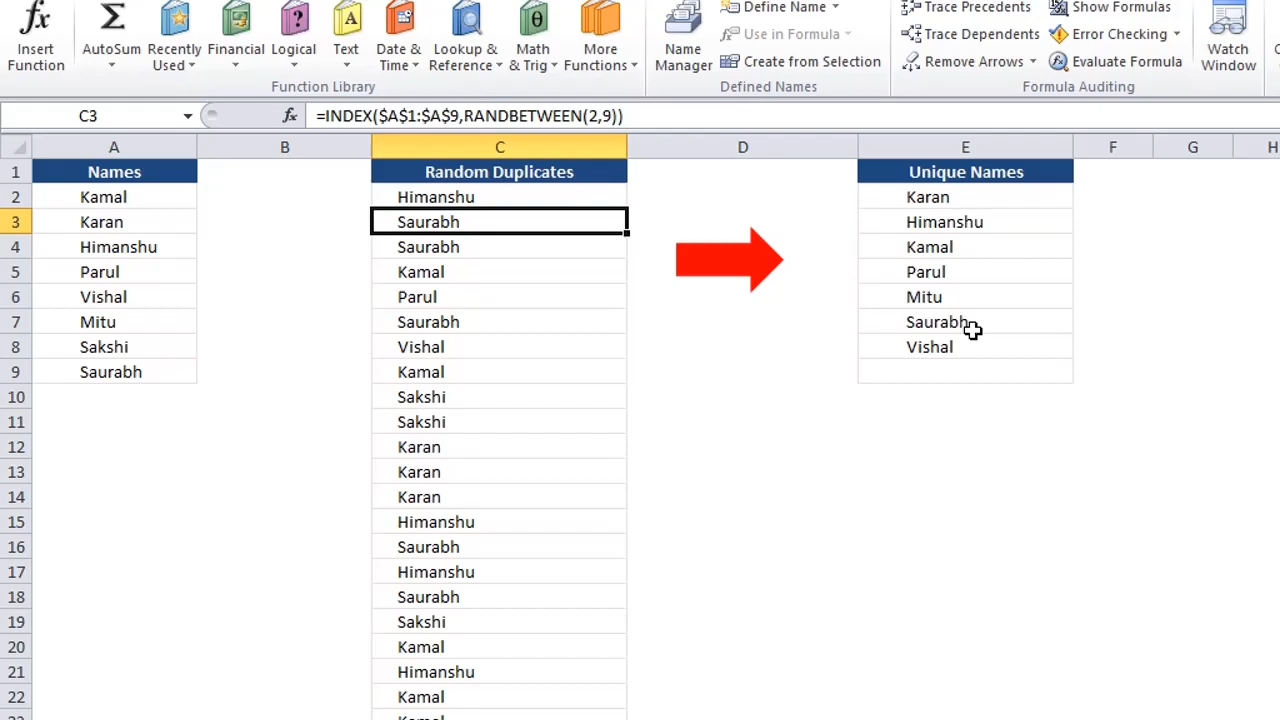 Insert Function
AutoSum
Recently Used
Financial
Logical
Text
Date & Time
Lookup & Reference
Math & Trig
More Functions
Function Library
Name Manager
Define Name
Use in Formula
Create from Selection
Defined Names
Trace Precedents
Trace Dependents
Remove Arrows
Show Formulas
Error Checking
Evaluate Formula
Formula Auditing
Watch Window
C3
fx
=INDEX($A$1:$A$9,RANDBETWEEN(2,9))
A B C D E F G H
1 Names Random Duplicates Unique Names
2 Kamal Himanshu Karan
3 Karan Saurabh Himanshu
4 Himanshu Saurabh Kamal
5 Parul Kamal Parul
6 Vishal Parul Mitu
7 Mitu Saurabh Saurabh
8 Sakshi Vishal Vishal
9 Saurabh Kamal
10 Sakshi
11 Sakshi
12 Karan
13 Karan
14 Karan
15 Himanshu
16 Saurabh
17 Himanshu
18 Saurabh
19 Sakshi
20 Kamal
21 Himanshu
22 Kamal